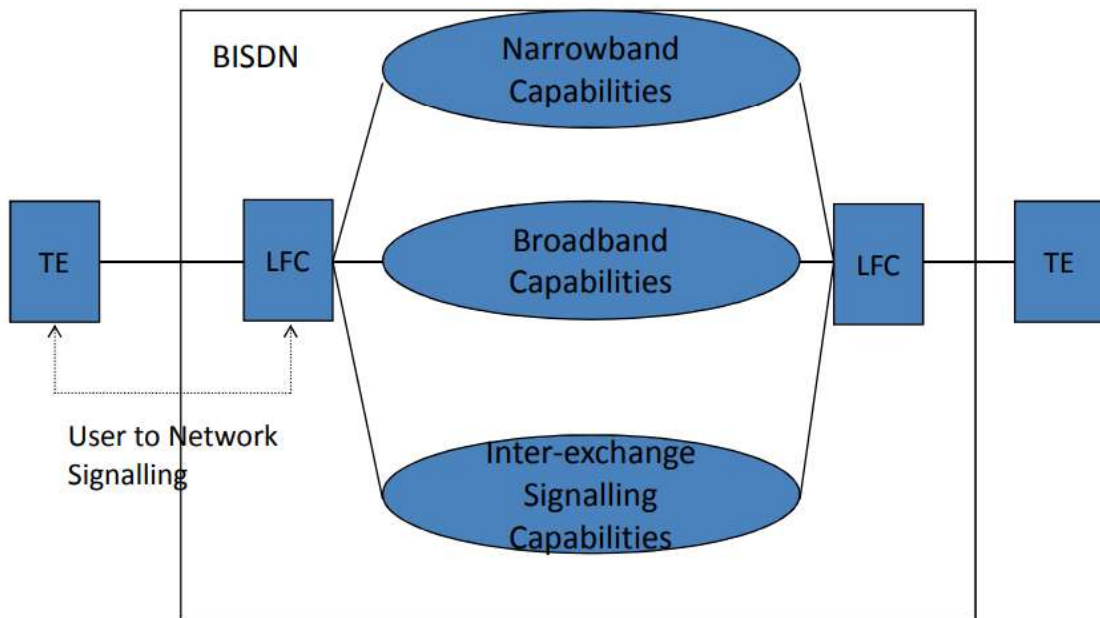 BISDN
Narrowband
Capabilities
TE
LFC
Broadband
Capabilities
LFC
TE
User to Network
Signalling
Inter-exchange
Signalling
Capabilities